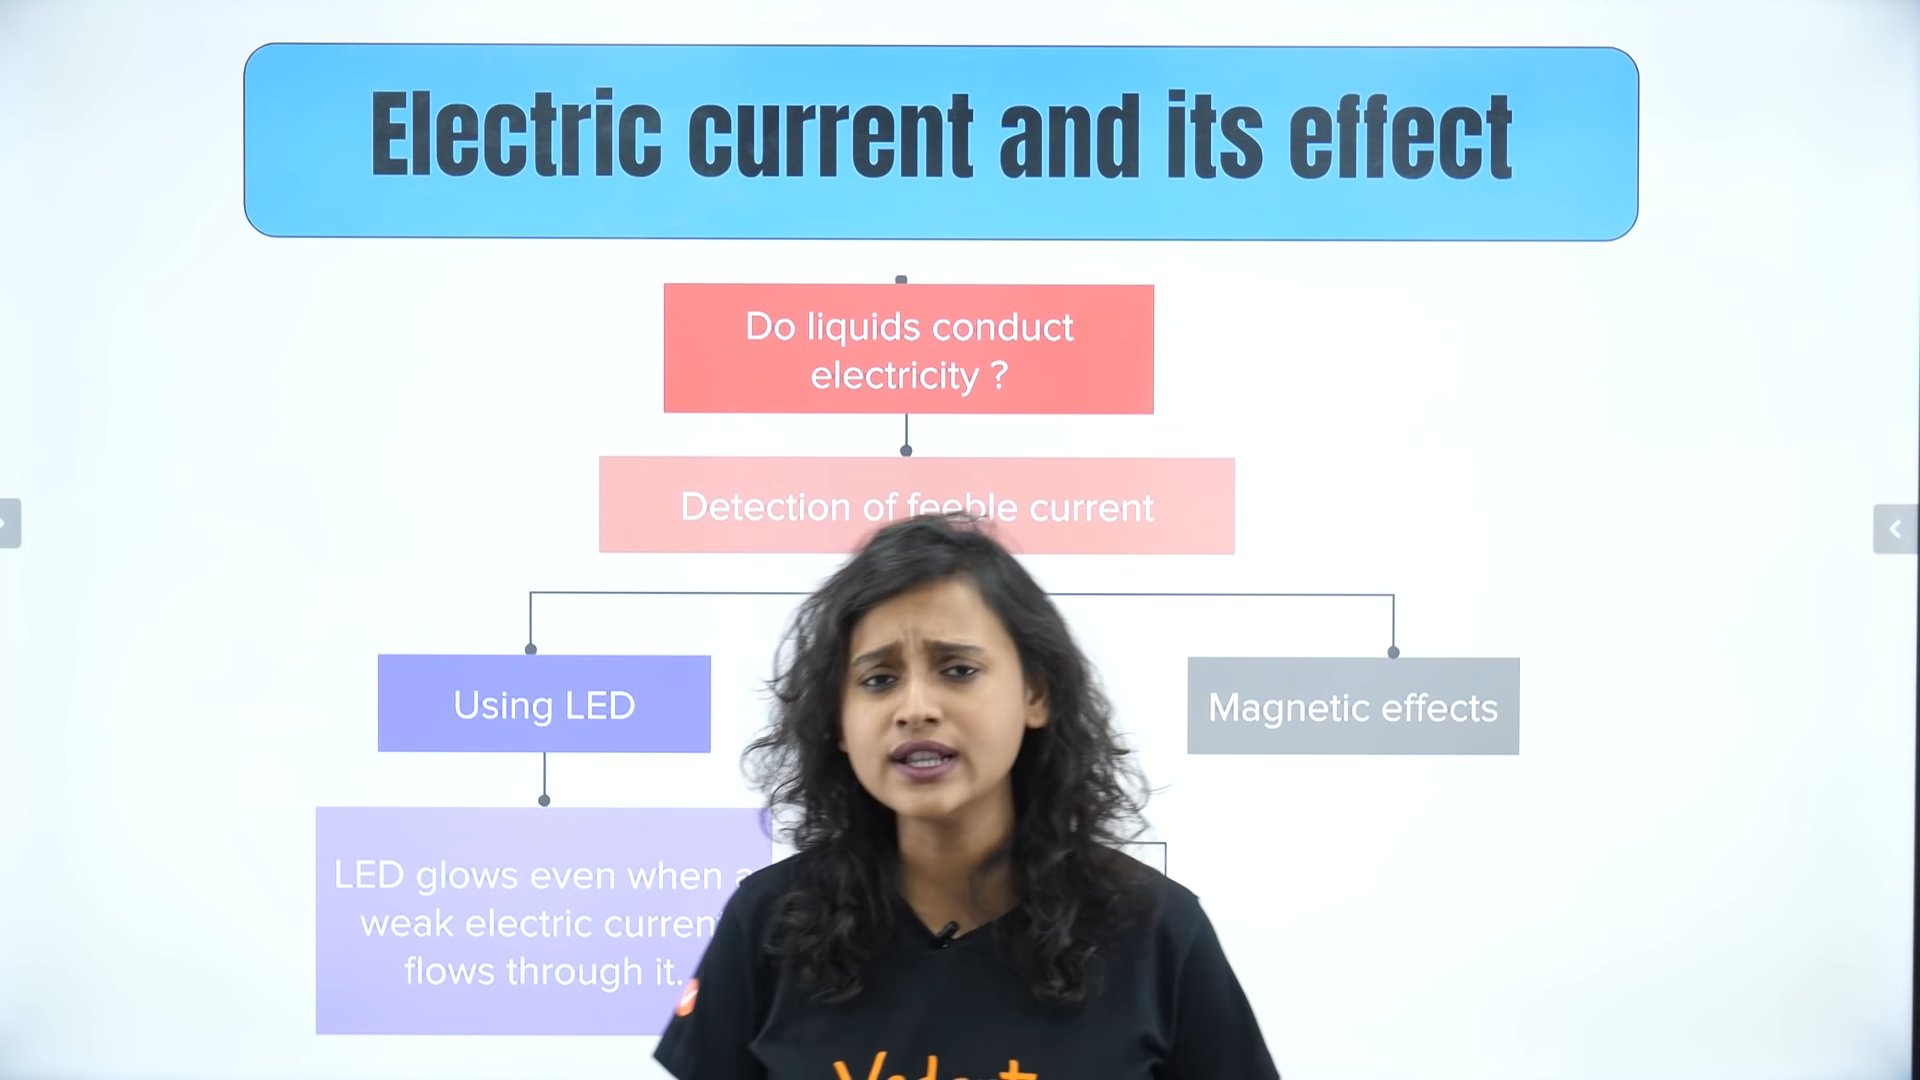 Electric current and its effect
Do liquids conduct
electricity ?
Detection of feeble current
Using LED
Magnetic effects
LED glows even when a
weak electric current
flows through it.